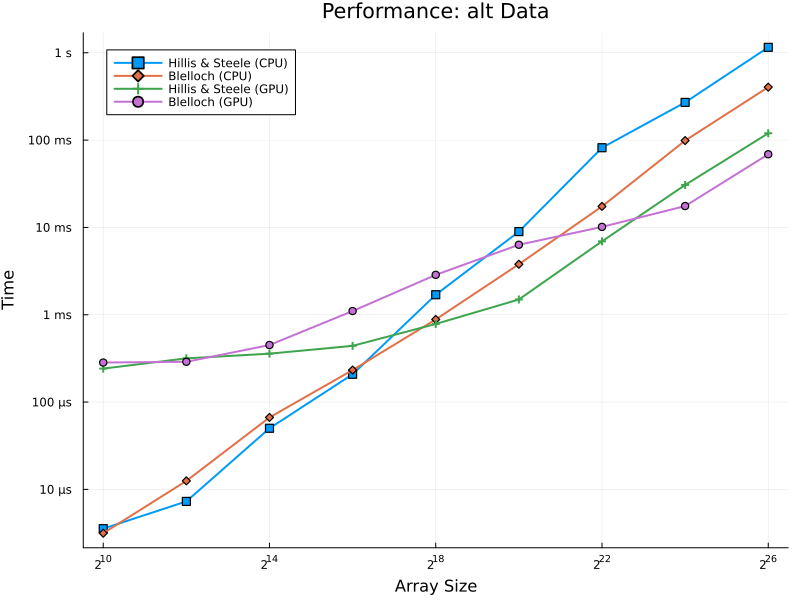 Performance: alt Data
Hillis & Steele (CPU)
Blelloch (CPU)
Hillis & Steele (GPU)
Blelloch (GPU)
1 s
100 ms
10 ms
1 ms
100 μs
10 μs
Time
2^10 2^14 2^18 2^22 2^26
Array Size